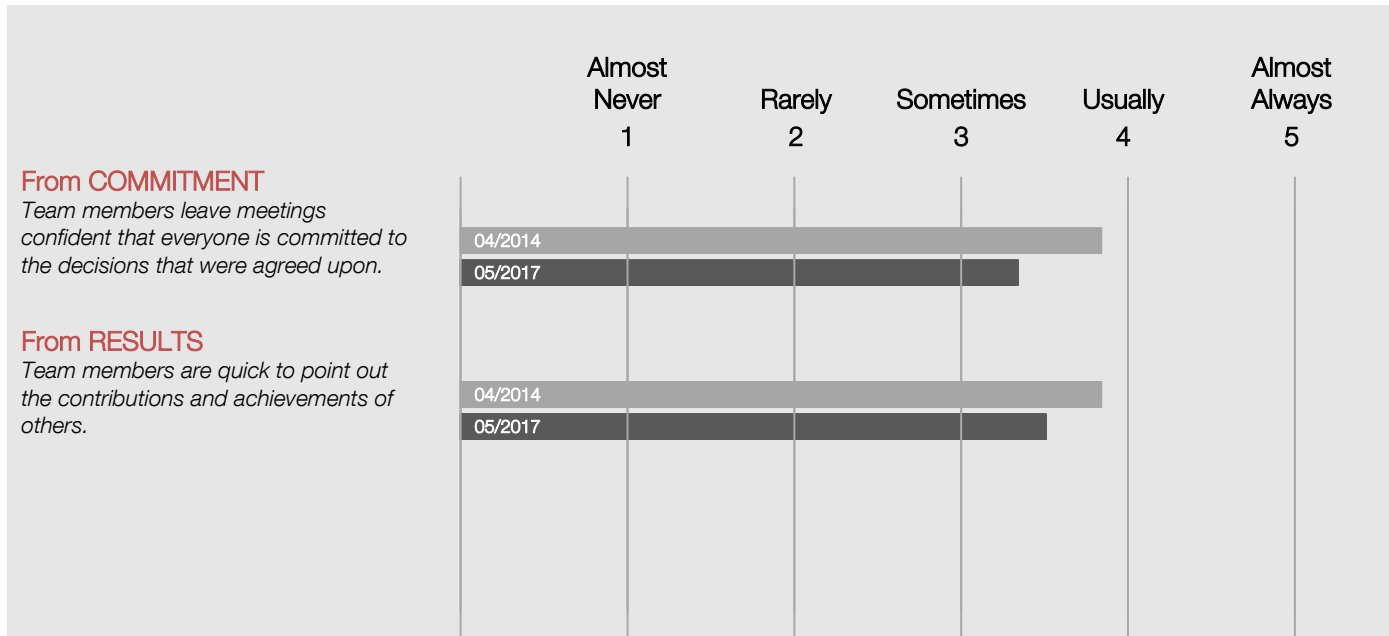 Almost
Never
Rarely
Sometimes
Usually
Almost
Always
1
2
3
4
5
From COMMITMENT
Team members leave meetings
confident that everyone is committed to
the decisions that were agreed upon.
04/2014
05/2017
From RESULTS
Team members are quick to point out
the contributions and achievements of
others.
04/2014
05/2017